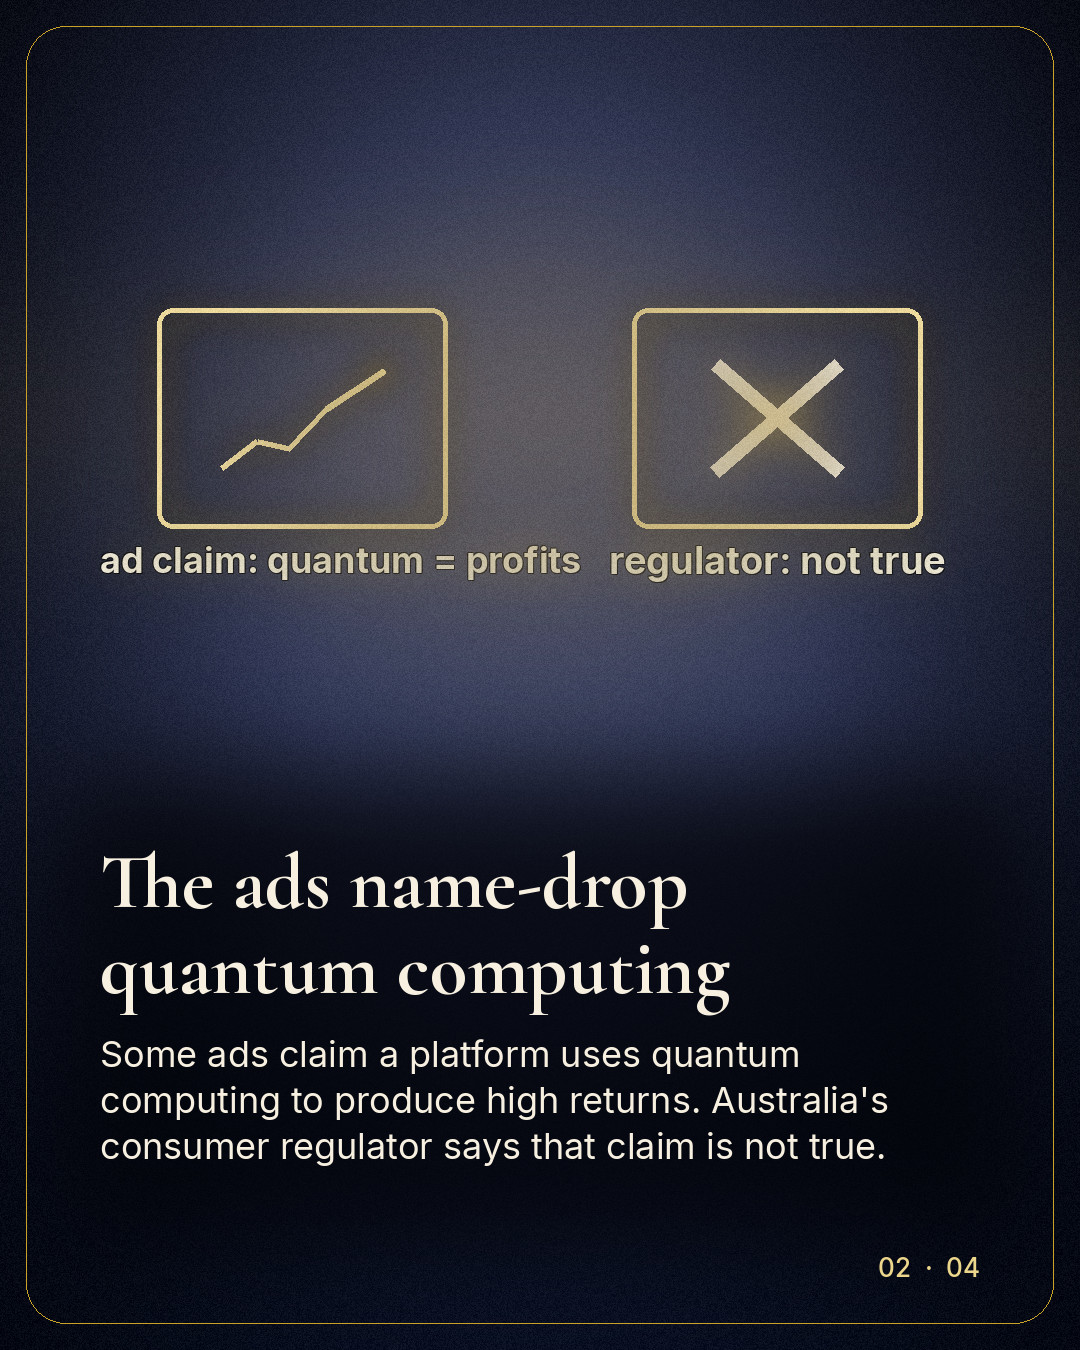 ad claim: quantum = profits
regulator: not true
The ads name-drop
quantum computing
Some ads claim a platform uses quantum
computing to produce high returns. Australia's
consumer regulator says that claim is not true.
02 · 04